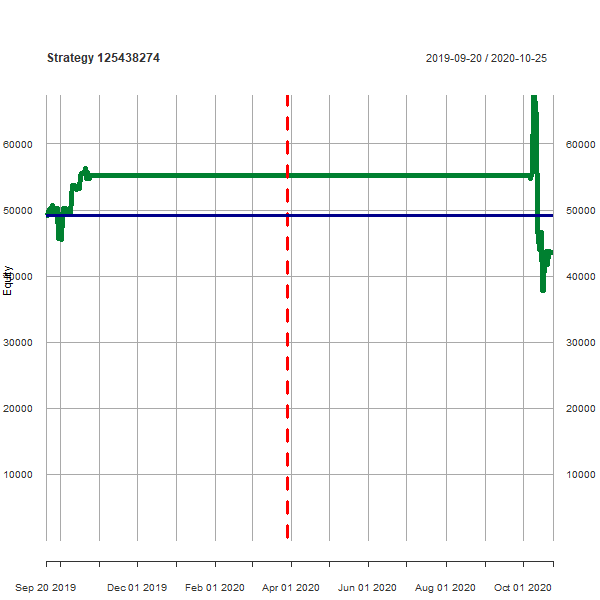 Strategy 125438274
2019-09-20 / 2020-10-25
60000
60000
50000
50000
40000
40000
30000
30000
20000
20000
10000
10000
Equity
Sep 20 2019
Dec 01 2019
Feb 01 2020
Apr 01 2020
Jun 01 2020
Aug 01 2020
Oct 01 2020